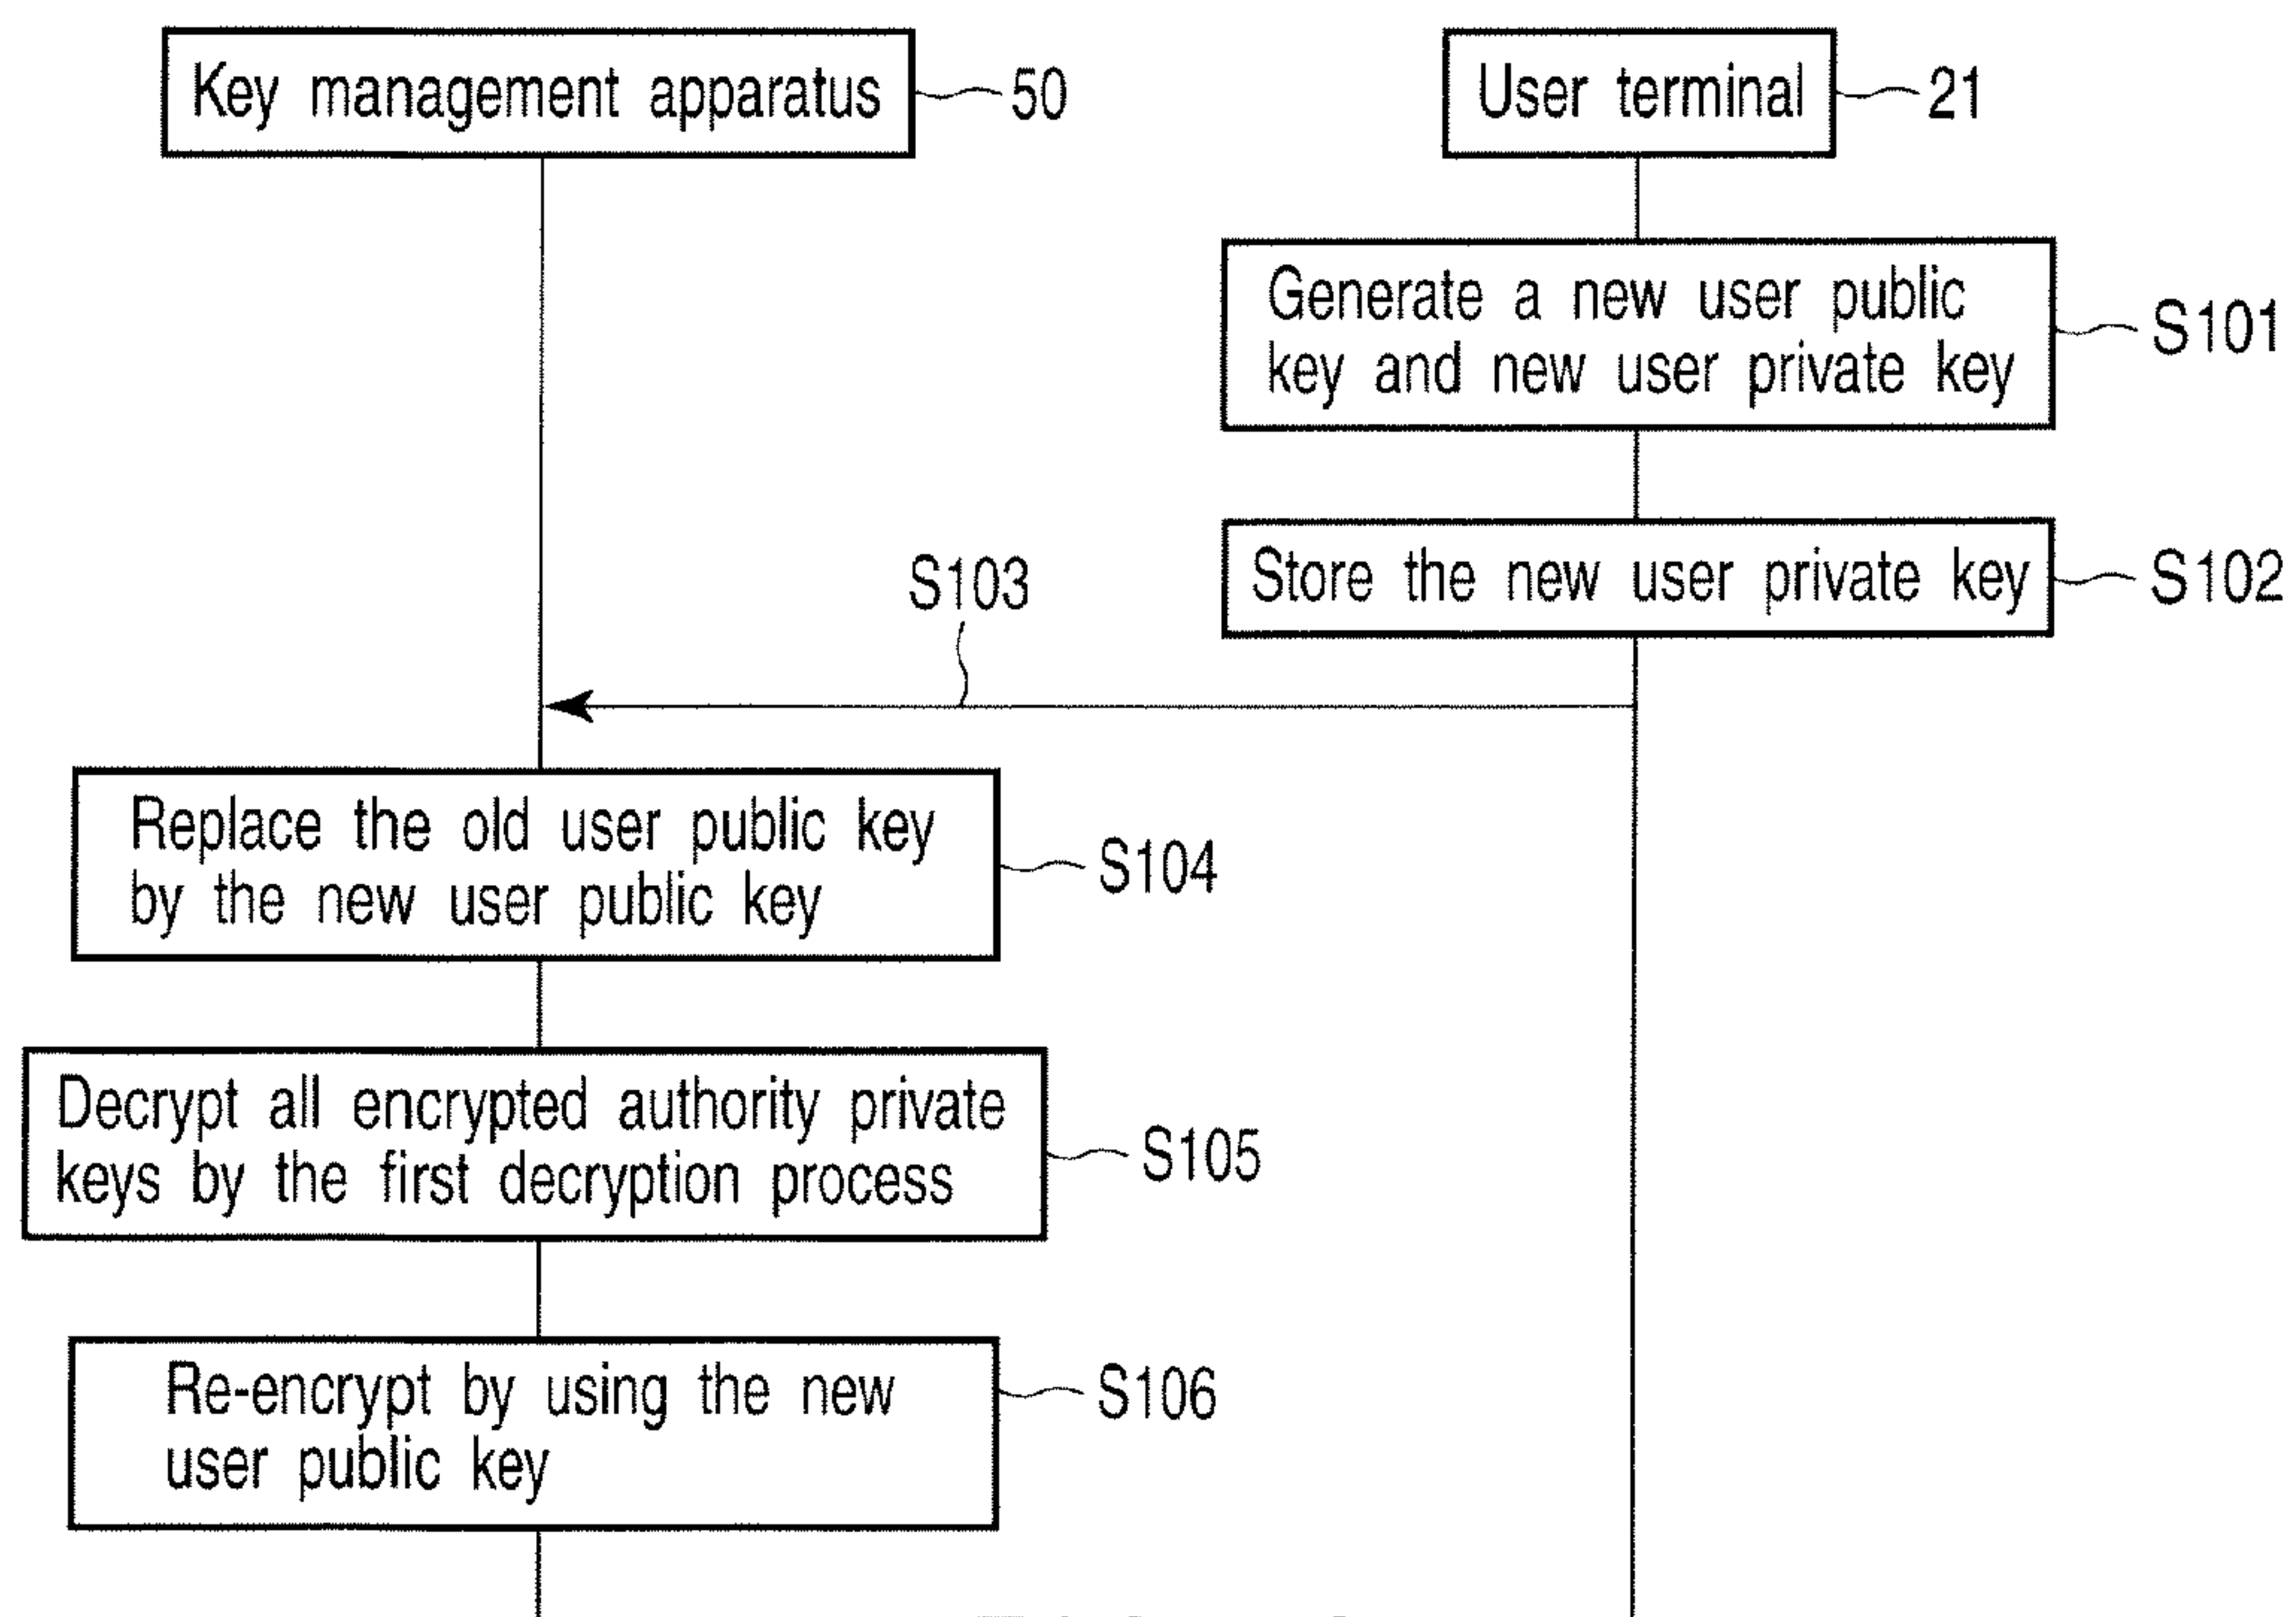 Key management apparatus
50
User terminal
21
Generate a new user public
key and new user private key
S101
Store the new user private key
S102
S103
Replace the old user public key
by the new user public key
S104
Decrypt all encrypted authority private
keys by the first decryption process
S105
Re-encrypt by using the new
user public key
S106